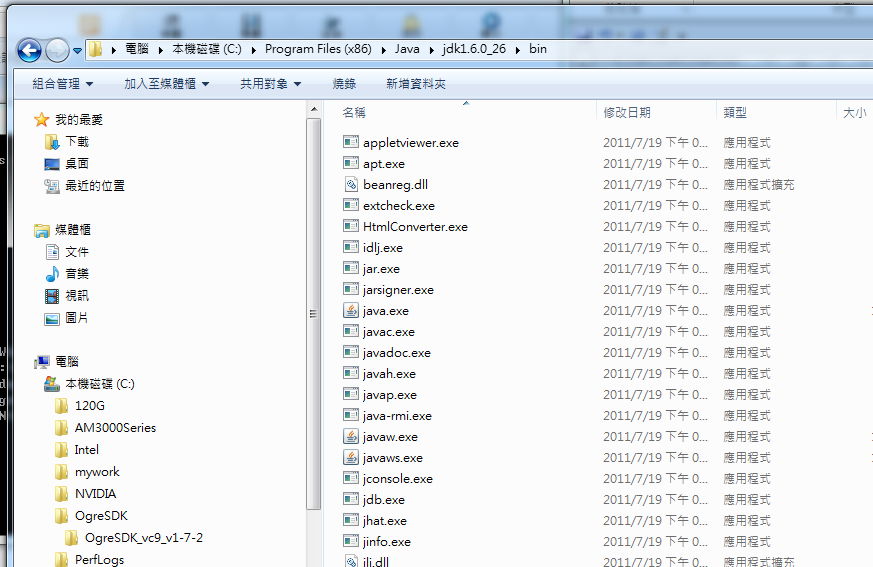 電腦 本機磁碟 (C:) Program Files (x86) Java jdk1.6.0_26 bin
組合管理 加入至媒體櫃 共用對象 燒錄 新增資料夾
我的最愛
下載
桌面
最近的位置
媒體櫃
文件
音樂
視訊
圖片
電腦
本機磁碟 (C:)
120G
AM3000Series
Intel
mywork
NVIDIA
OgreSDK
OgreSDK_vc9_v1-7-2
PerfLogs
名稱 修改日期 類型 大小
appletviewer.exe 2011/7/19 下午 0... 應用程式
apt.exe 2011/7/19 下午 0... 應用程式
beanreg.dll 2011/7/19 下午 0... 應用程式擴充
extcheck.exe 2011/7/19 下午 0... 應用程式
HtmlConverter.exe 2011/7/19 下午 0... 應用程式
idlj.exe 2011/7/19 下午 0... 應用程式
jar.exe 2011/7/19 下午 0... 應用程式
jarsigner.exe 2011/7/19 下午 0... 應用程式
java.exe 2011/7/19 下午 0... 應用程式
javac.exe 2011/7/19 下午 0... 應用程式
javadoc.exe 2011/7/19 下午 0... 應用程式
javah.exe 2011/7/19 下午 0... 應用程式
javap.exe 2011/7/19 下午 0... 應用程式
java-rmi.exe 2011/7/19 下午 0... 應用程式
javaw.exe 2011/7/19 下午 0... 應用程式
javaws.exe 2011/7/19 下午 0... 應用程式
jconsole.exe 2011/7/19 下午 0... 應用程式
jdb.exe 2011/7/19 下午 0... 應用程式
jhat.exe 2011/7/19 下午 0... 應用程式
jinfo.exe 2011/7/19 下午 0... 應用程式
jli.dll 2011/7/19 下午 0... 應用程式擴充